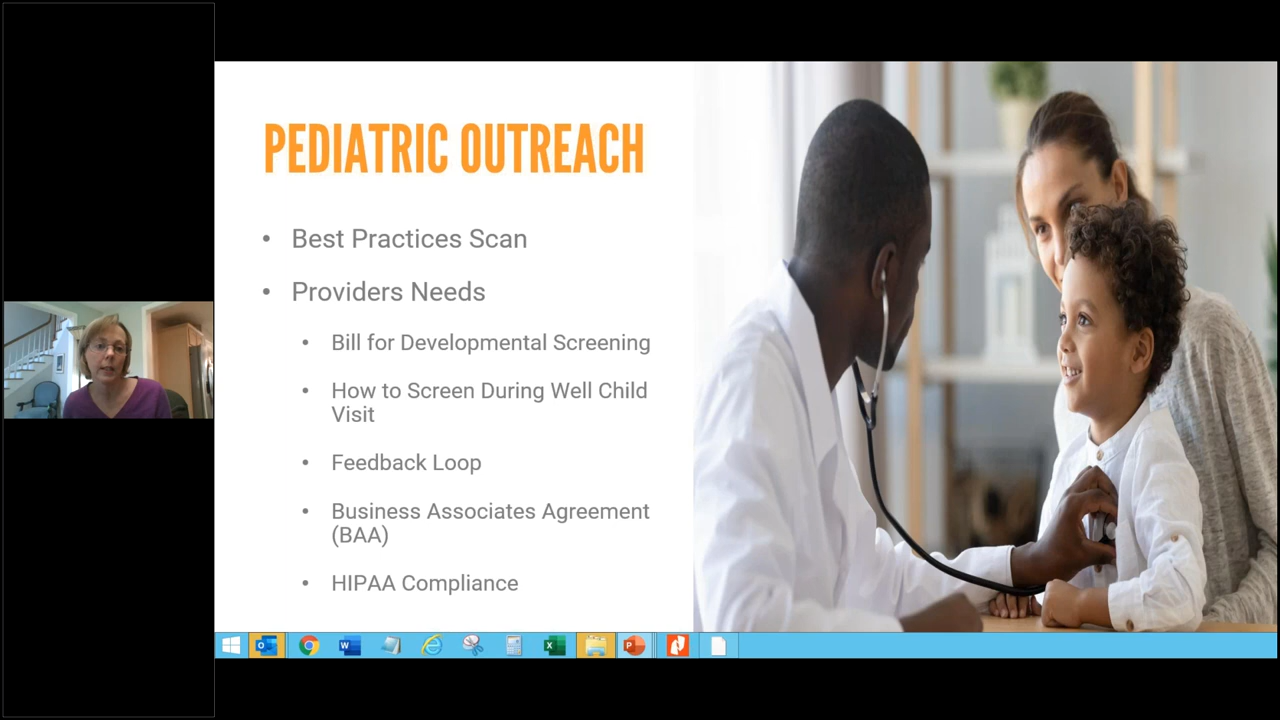 PEDIATRIC OUTREACH
• Best Practices Scan
• Providers Needs
• Bill for Developmental Screening
• How to Screen During Well Child
Visit
• Feedback Loop
• Business Associates Agreement
(BAA)
• HIPAA Compliance